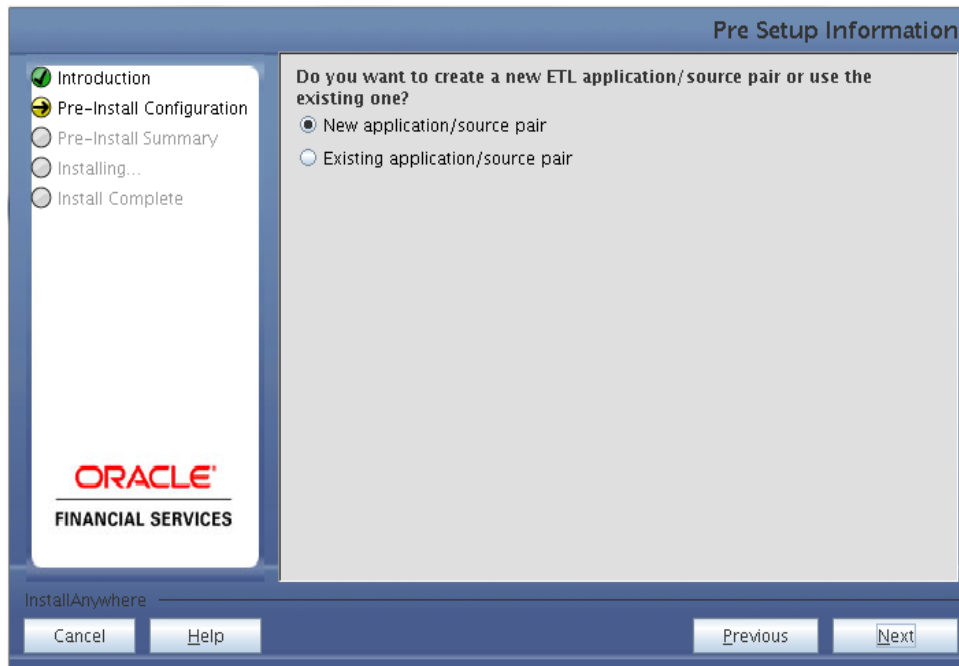 Pre Setup Information
Introduction
Pre-Install Configuration
Pre-Install Summary
Installing...
Install Complete
Do you want to create a new ETL application/source pair or use the
existing one?
New application/source pair
Existing application/source pair
ORACLE'
FINANCIAL SERVICES
InstallAnywhere
Cancel
Help
Previous
Next